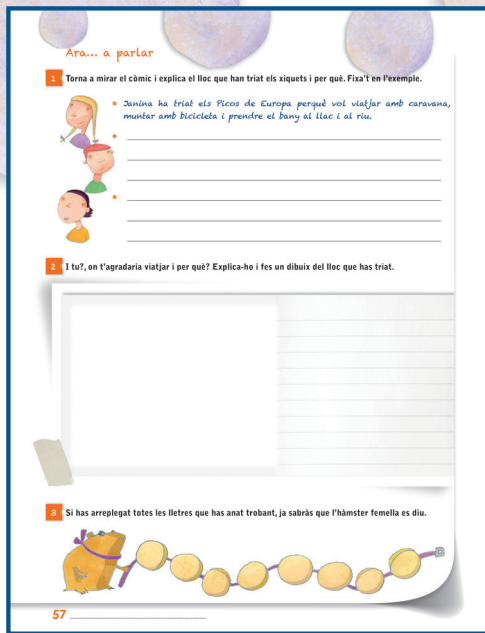 Ara... a parlar
1 Torna a mirar el còmic i explica el lloc que han triat els xiquets i per què. Fixa't en l'exemple.
• Janina ha triat els Picos de Europa perquè vol viatjar amb caravana,
muntar amb bicicleta i prendre el bany al llac i al riu.
•
•
2 I tu?, on t'agradaria viatjar i per què? Explica-ho i fes un dibuix del lloc que has triat.
3 Si has arreplegat totes les lletres que has anat trobant, ja sabràs que l'hàmster femella es diu.
57